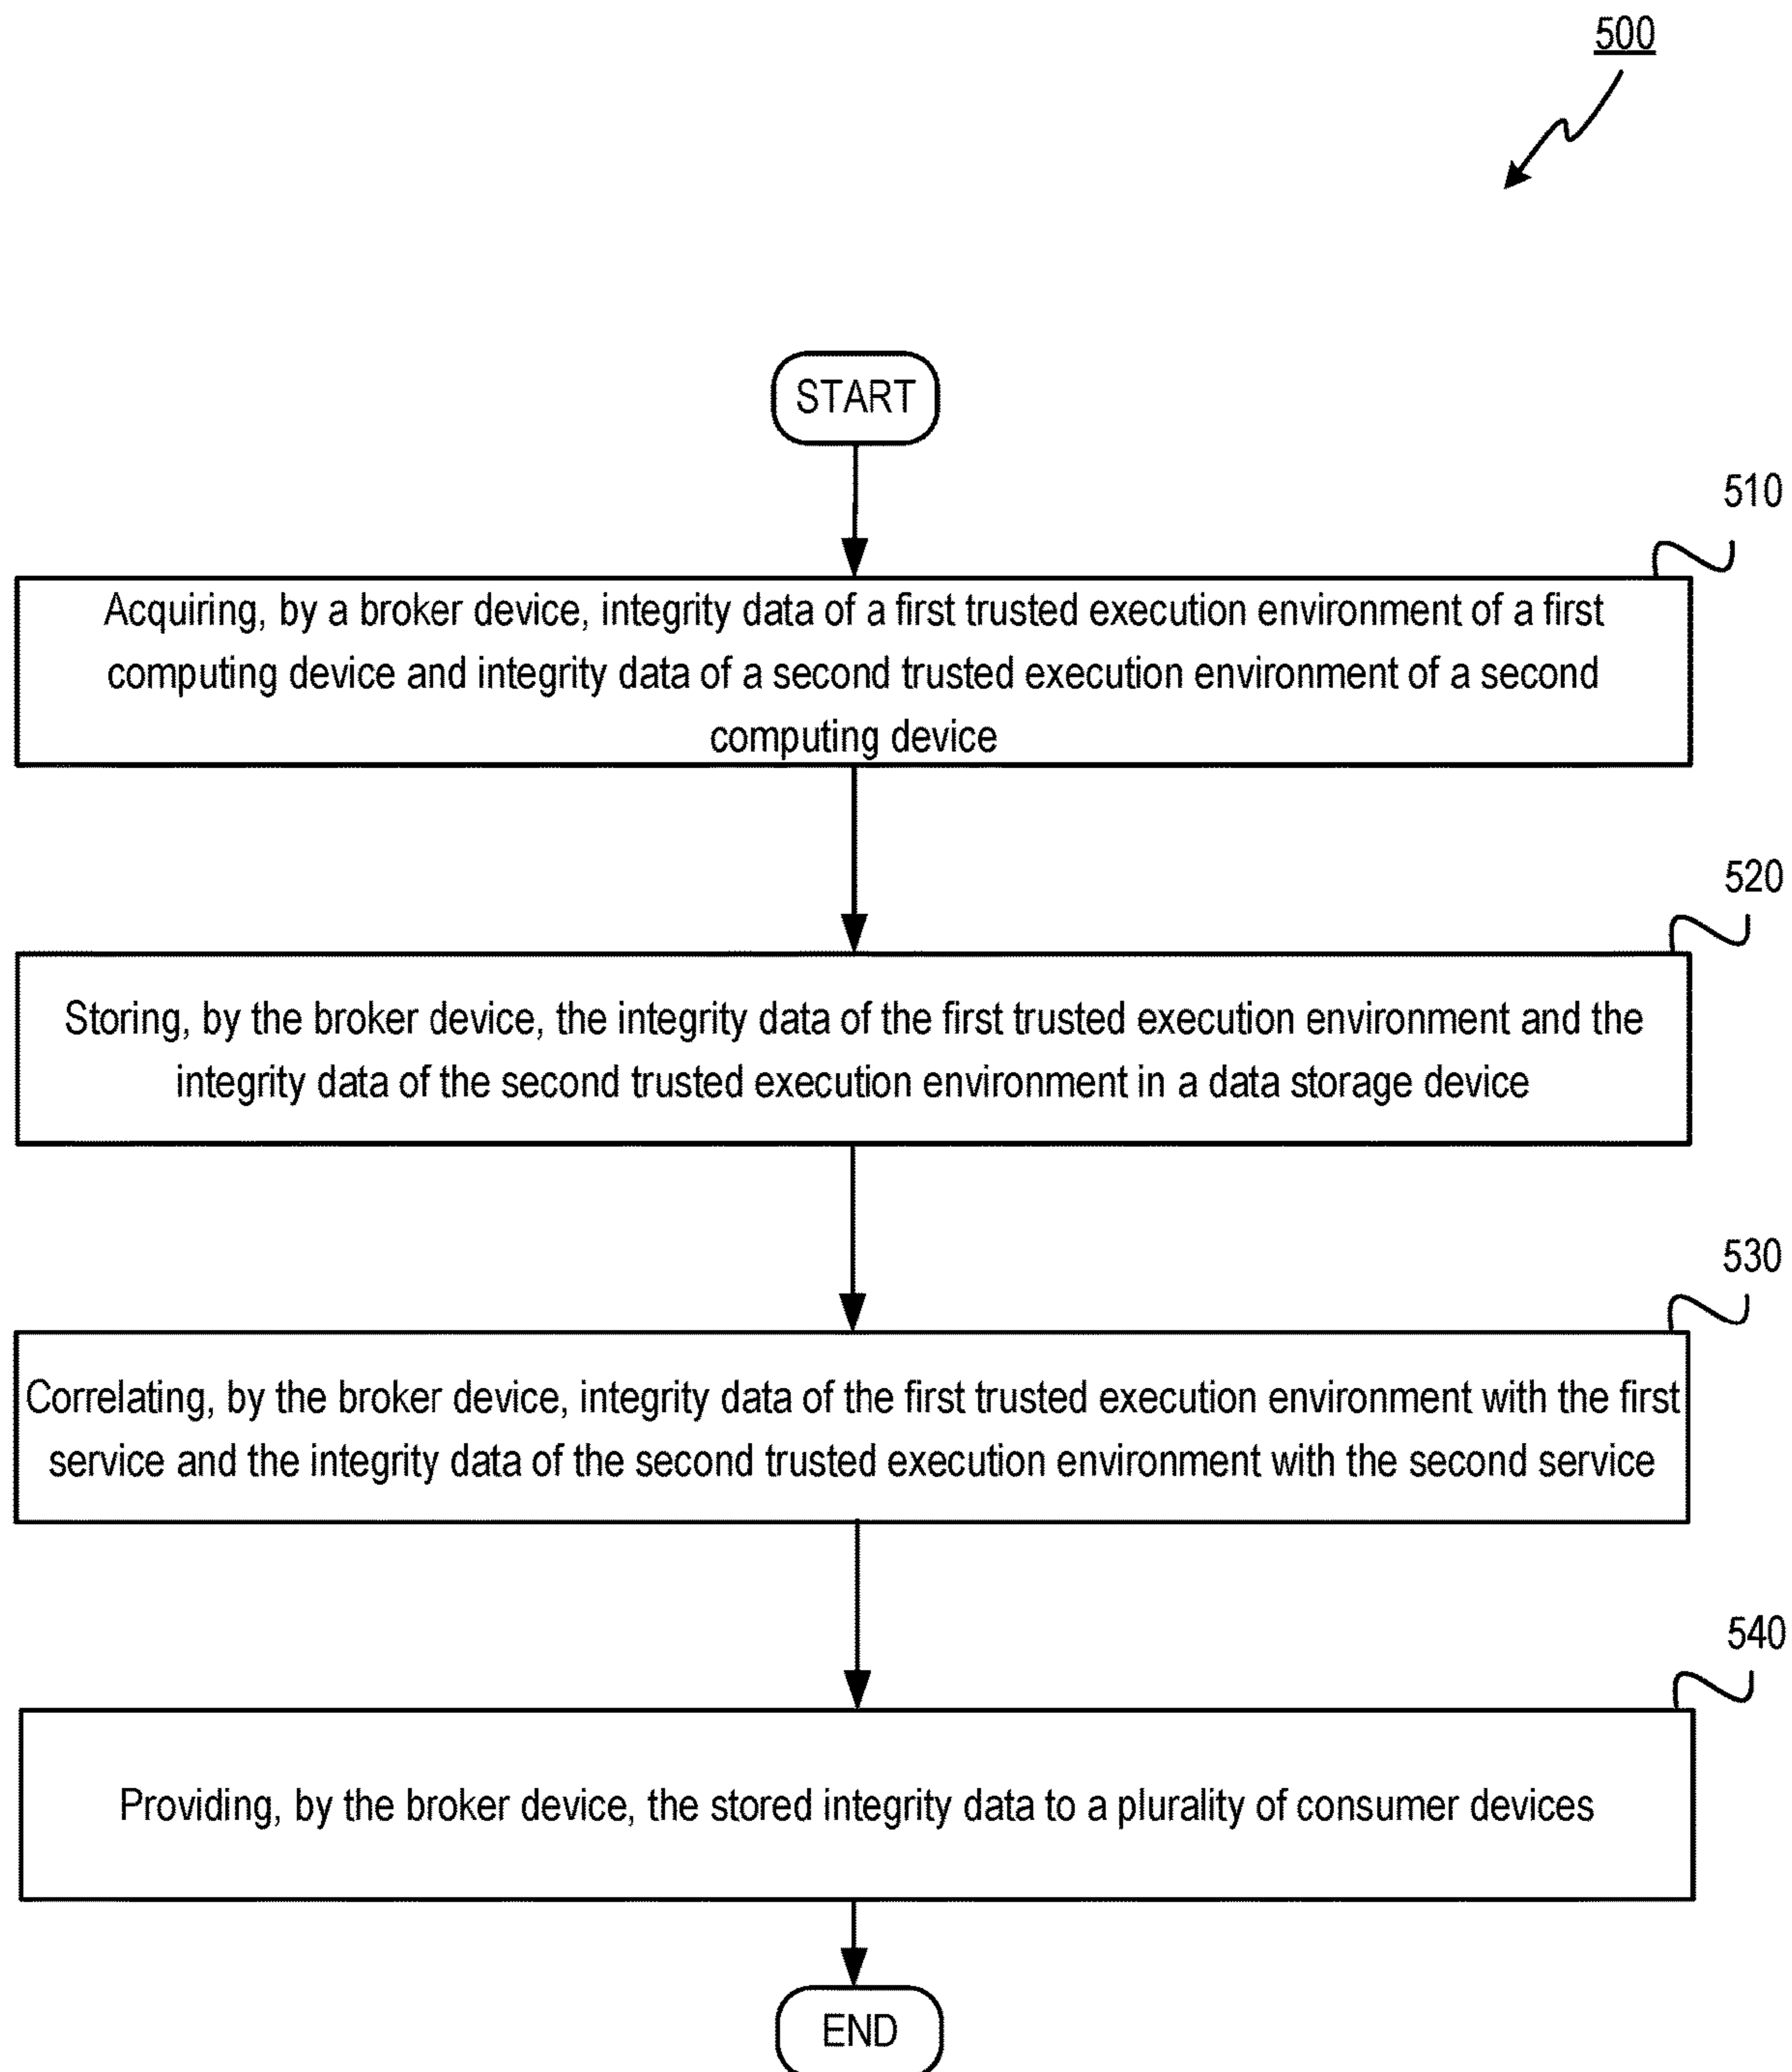 500
START
510
Acquiring, by a broker device, integrity data of a first trusted execution environment of a first
computing device and integrity data of a second trusted execution environment of a second
computing device
520
Storing, by the broker device, the integrity data of the first trusted execution environment and the
integrity data of the second trusted execution environment in a data storage device
530
Correlating, by the broker device, integrity data of the first trusted execution environment with the first
service and the integrity data of the second trusted execution environment with the second service
540
Providing, by the broker device, the stored integrity data to a plurality of consumer devices
END